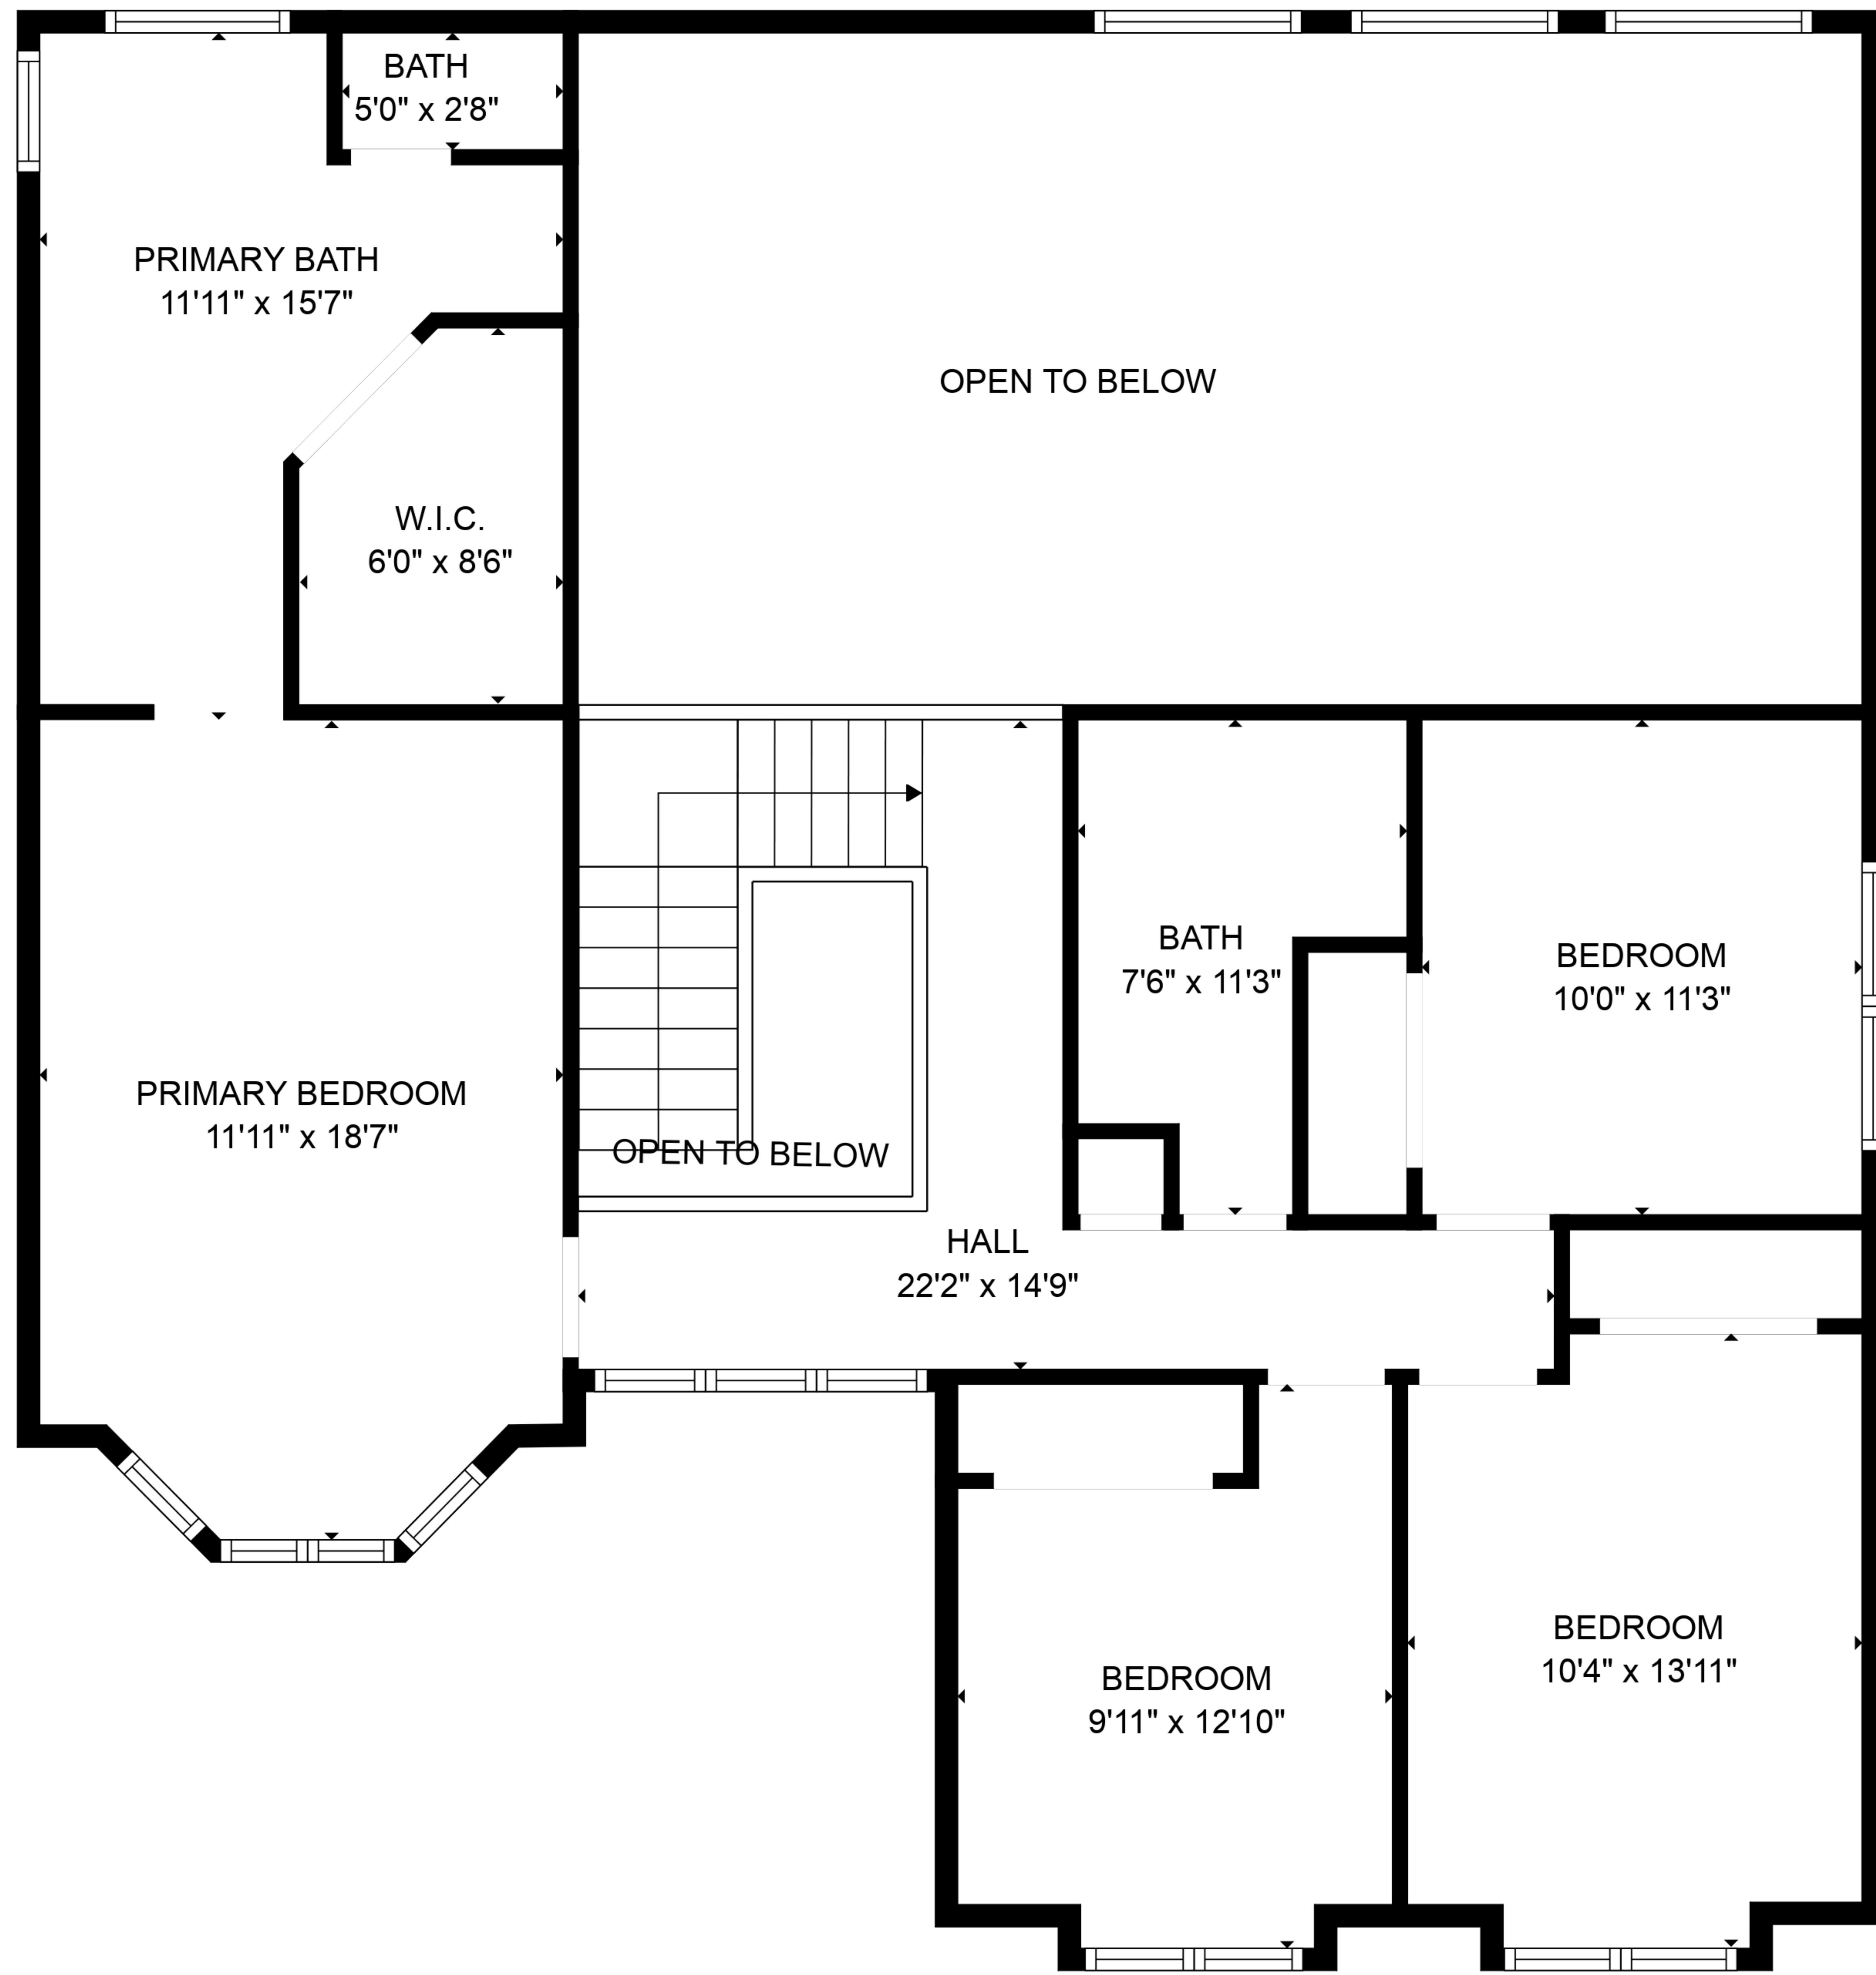 BATH
5'0" x 2'8"
PRIMARY BATH
11'11" x 15'7"
OPEN TO BELOW
W.I.C.
6'0" x 8'6"
BATH
7'6" x 11'3"
BEDROOM
10'0" x 11'3"
PRIMARY BEDROOM
11'11" x 18'7"
OPEN TO BELOW
HALL
22'2" x 14'9"
BEDROOM
10'4" x 13'11"
BEDROOM
9'11" x 12'10"